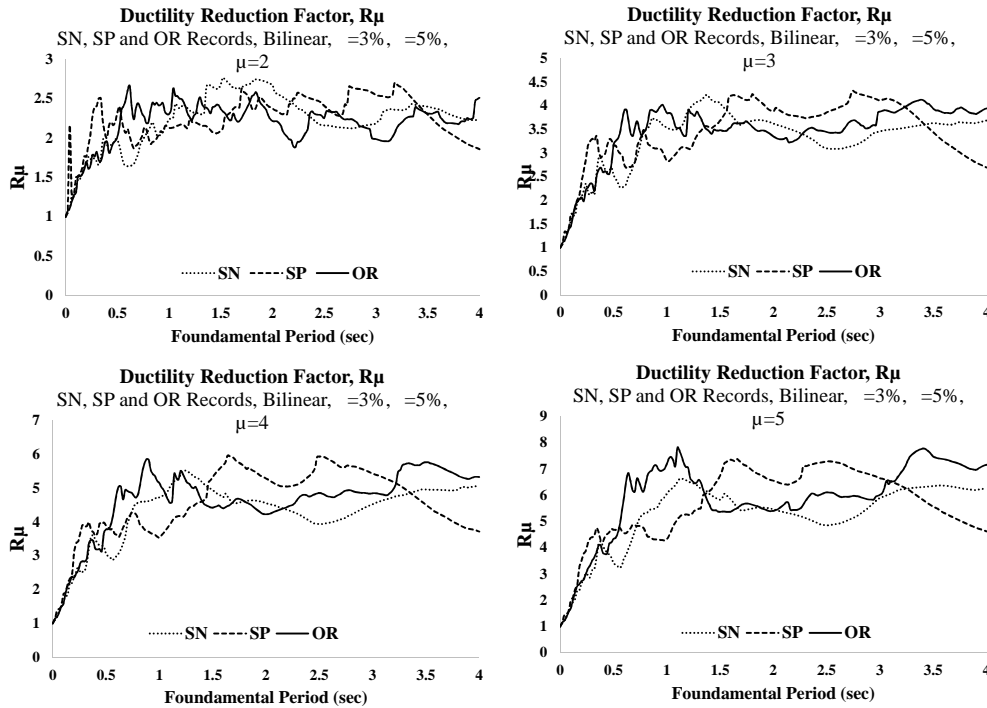 Ductility Reduction Factor, Rμ
SN, SP and OR Records, Bilinear, =3%, =5%,
μ=2
3
2.5
2
1.5
1
0.5
0
Rμ
SN SP OR
0 0.5 1 1.5 2 2.5 3 3.5 4
Foundamental Period (sec)
Ductility Reduction Factor, Rμ
SN, SP and OR Records, Bilinear, =3%, =5%,
μ=3
5
4.5
4
3.5
3
2.5
2
1.5
1
0.5
0
Rμ
SN SP OR
0 0.5 1 1.5 2 2.5 3 3.5 4
Foundamental Period (sec)
Ductility Reduction Factor, Rμ
SN, SP and OR Records, Bilinear, =3%, =5%,
μ=4
7
6
5
4
3
2
1
0
Rμ
SN SP OR
0 0.5 1 1.5 2 2.5 3 3.5 4
Foundamental Period (sec)
Ductility Reduction Factor, Rμ
SN, SP and OR Records, Bilinear, =3%, =5%,
μ=5
9
8
7
6
5
4
3
2
1
0
Rμ
SN SP OR
0 0.5 1 1.5 2 2.5 3 3.5 4
Foundamental Period (sec)